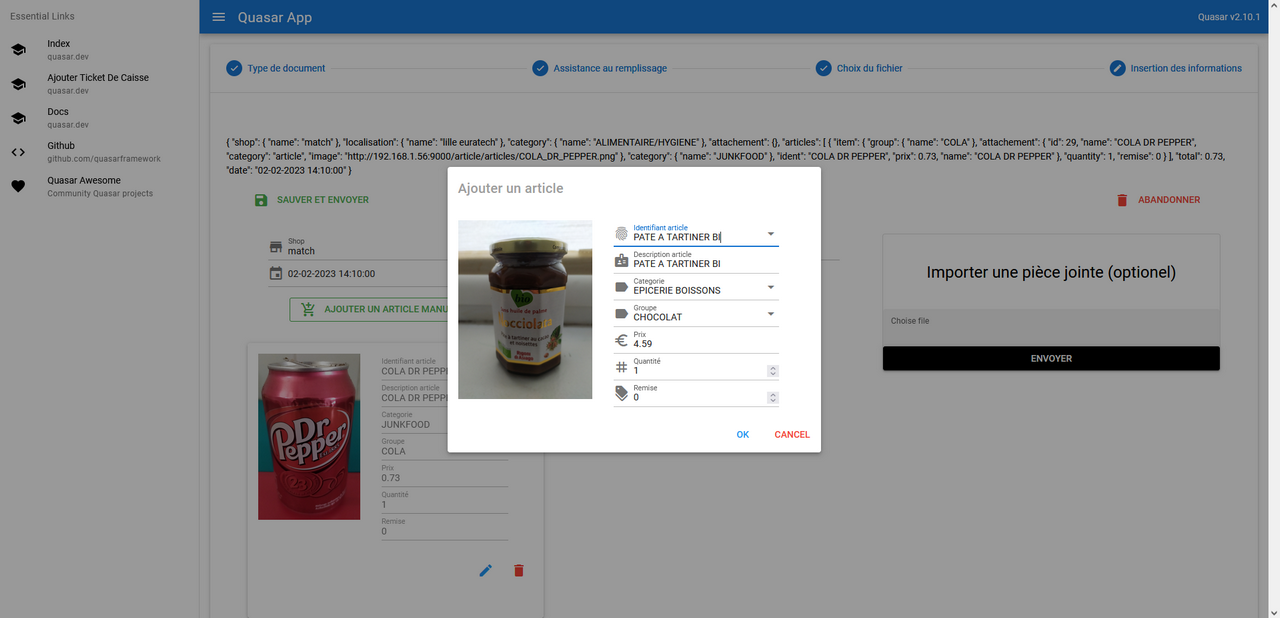 Essential Links
Quasar App
Quasar v2.10.1
Index
quasar.dev
Ajouter Ticket De Caisse
quasar.dev
Docs
quasar.dev
Github
github.com/quasarframework
Quasar Awesome
Community Quasar projects
Type de document
Assistance au remplissage
Choix du fichier
Insertion des informations
{ "shop": { "name": "match" }, "localisation": { "name": "lille euratech" }, "category": { "name": "ALIMENTAIRE/HYGIENE" }, "attachement": {}, "articles": [ { "item": { "group": { "name": "COLA" }, "attachement": { "id": 29, "name": "COLA DR PEPPER",
"category": "article", "image": "http://192.168.1.56:9000/article/articles/COLA_DR_PEPPER.png" }, "category": { "name": "JUNKFOOD" }, "ident": "COLA DR PEPPER", "prix": 0.73, "name": "COLA DR PEPPER" }, "quantity": 1, "remise": 0 } ], "total": 0.73,
"date": "02-02-2023 14:10:00" }
SAUVER ET ENVOYER
ABANDONNER
Shop
match
02-02-2023 14:10:00
AJOUTER UN ARTICLE MANU
Identifiant article
COLA DR PEPP
Description article
COLA DR PEPP
Categorie
JUNKFOOD
Groupe
COLA
Prix
0.73
Quantité
1
Remise
0
Dr
Pepper
23
Ajouter un article
Identifiant article
PATE A TARTINER BI
Description article
PATE A TARTINER BI
Categorie
EPICERIE BOISSONS
Groupe
CHOCOLAT
Prix
4.59
Quantité
1
Remise
0
OK
CANCEL
sans huile de palme
Nocciolata
Importer une pièce jointe (optionel)
Choise file
ENVOYER